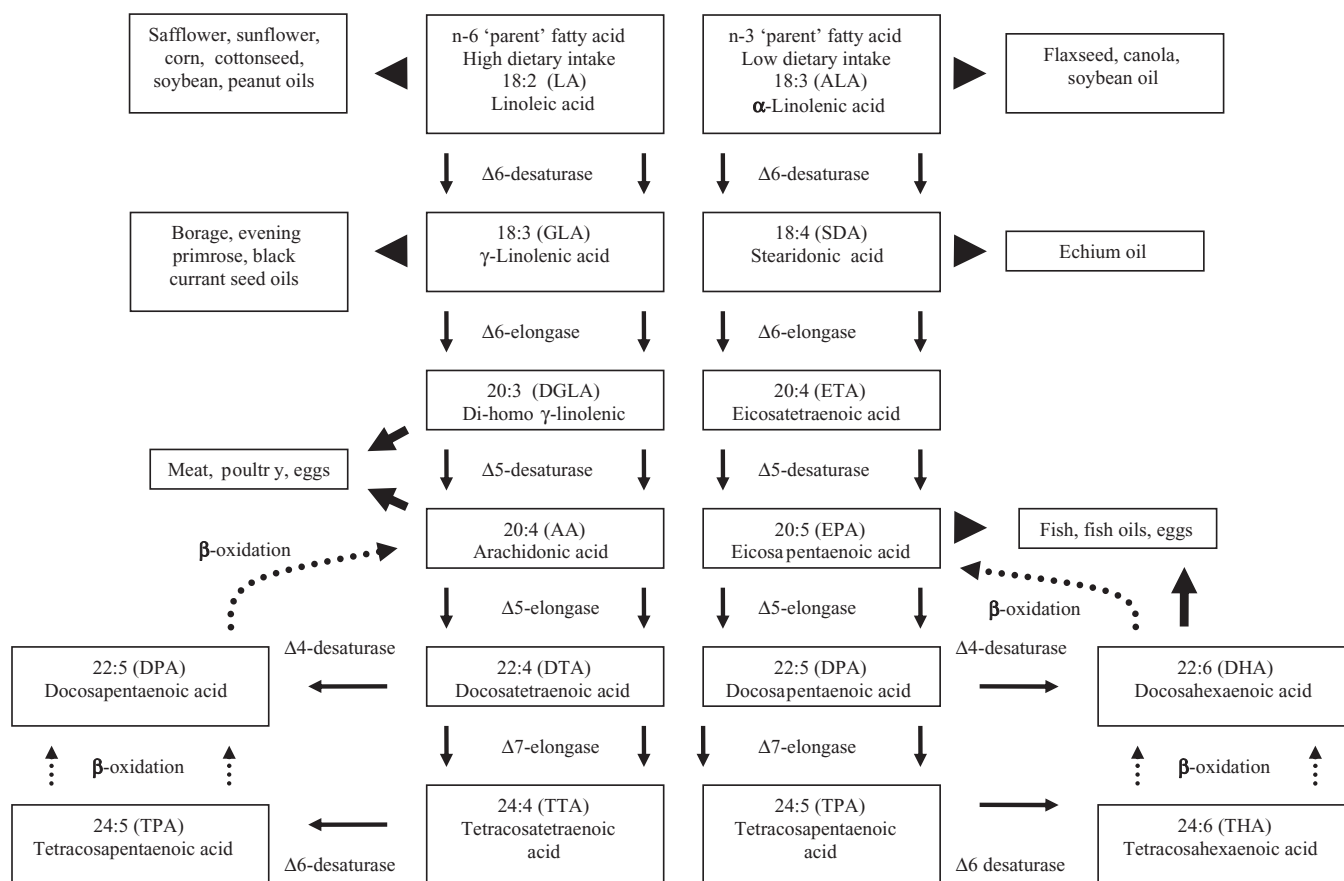 Safflower, sunflower,
corn, cottonseed,
soybean, peanut oils
n-6 ‘parent’ fatty acid
High dietary intake
18:2 (LA)
Linoleic acid
n-3 ‘parent’ fatty acid
Low dietary intake
18:3 (ALA)
α-Linolenic acid
Flaxseed, canola,
soybean oil
Δ6-desaturase
Δ6-desaturase
Borage, evening
primrose, black
currant seed oils
18:3 (GLA)
γ-Linolenic acid
18:4 (SDA)
Stearidonic acid
Echium oil
Δ6-elongase
Δ6-elongase
20:3 (DGLA)
Di-homo γ-linolenic
20:4 (ETA)
Eicosatetraenoic acid
Meat, poultr y, eggs
Δ5-desaturase
Δ5-desaturase
20:4 (AA)
Arachidonic acid
20:5 (EPA)
Eicosapentaenoic acid
Fish, fish oils, eggs
β-oxidation
Δ5-elongase
Δ5-elongase
β-oxidation
Δ4-desaturase
Δ4-desaturase
22:5 (DPA)
Docosapentaenoic acid
22:4 (DTA)
Docosatetraenoic acid
22:5 (DPA)
Docosapentaenoic acid
22:6 (DHA)
Docosahexaenoic acid
β-oxidation
Δ7-elongase
Δ7-elongase
β-oxidation
24:5 (TPA)
Tetracosapentaenoic acid
24:4 (TTA)
Tetracosatetraenoic
acid
24:5 (TPA)
Tetracosapentaenoic
acid
24:6 (THA)
Tetracosahexaenoic acid
Δ6-desaturase
Δ6 desaturase